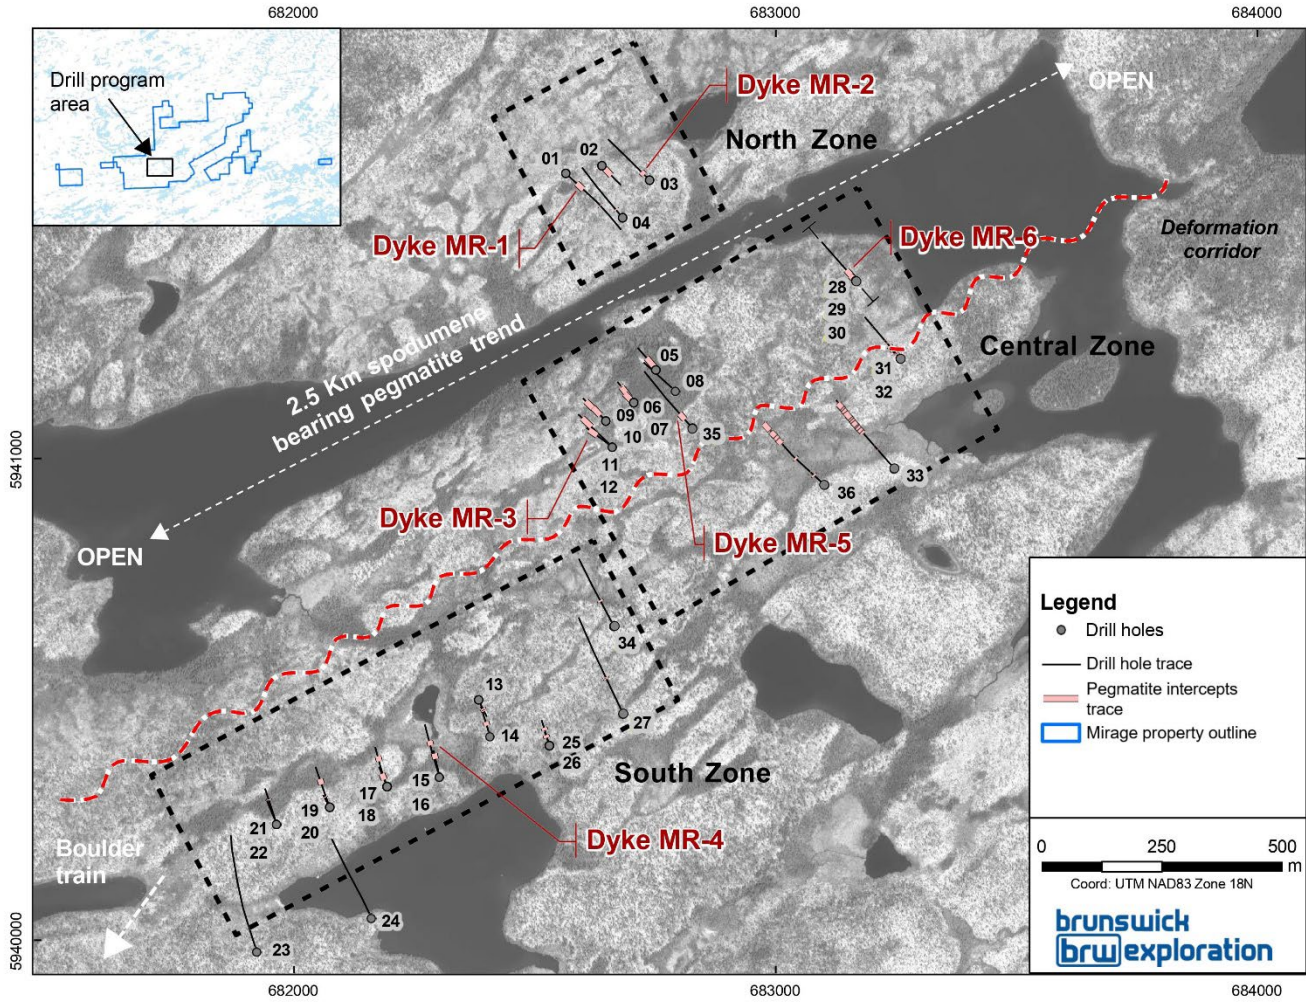 682000
683000
684000
Drill program
area
Dyke MR-2
OPEN
North Zone
01
02
03
04
Dyke MR-1
Dyke MR-6
Deformation
corridor
28
29
30
2.5 Km spodumene
bearing pegmatite trend
Central Zone
31
32
05
08
06
07
09
10
35
11
12
5941000
33
36
Dyke MR-3
Dyke MR-5
OPEN
34
13
14
27
25
26
South Zone
15
16
17
18
19
20
21
22
Dyke MR-4
Boulder
train
24
23
5940000
Legend
Drill holes
Drill hole trace
Pegmatite intercepts
trace
Mirage property outline
0
250
500
m
Coord: UTM NAD83 Zone 18N
brunswick
brw exploration
682000
683000
684000